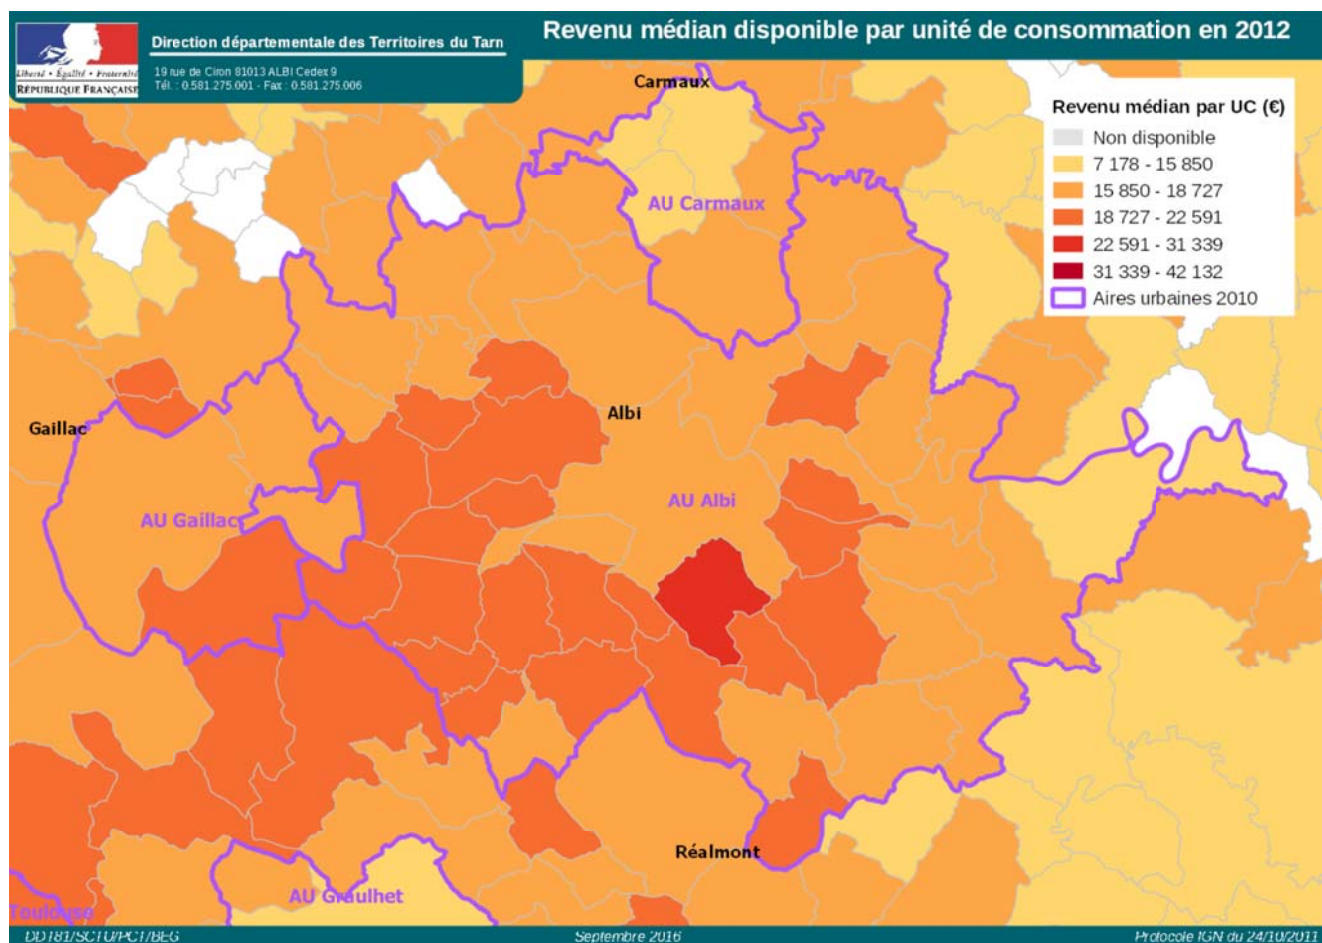 Revenu médian disponible par unité de consommation en 2012
Direction départementale des Territoires du Tarn
19 rue de Ciron 81013 ALBI Cedex 9
Tél. : 0.581.275.001 - Fax : 0.581.275.006
Liberté • Égalité • Fraternité
RÉPUBLIQUE FRANÇAISE
Carmaux
Revenu médian par UC (€)
Non disponible
7 178 - 15 850
15 850 - 18 727
18 727 - 22 591
22 591 - 31 339
31 339 - 42 132
Aires urbaines 2010
AU Carmaux
Gaillac
Albi
AU Gaillac
AU Albi
Réalmont
AU Graulhet
Toulouse
DDT81/SCTU/PCT/BEG
Septembre 2016
Protocole IGN du 24/10/2011